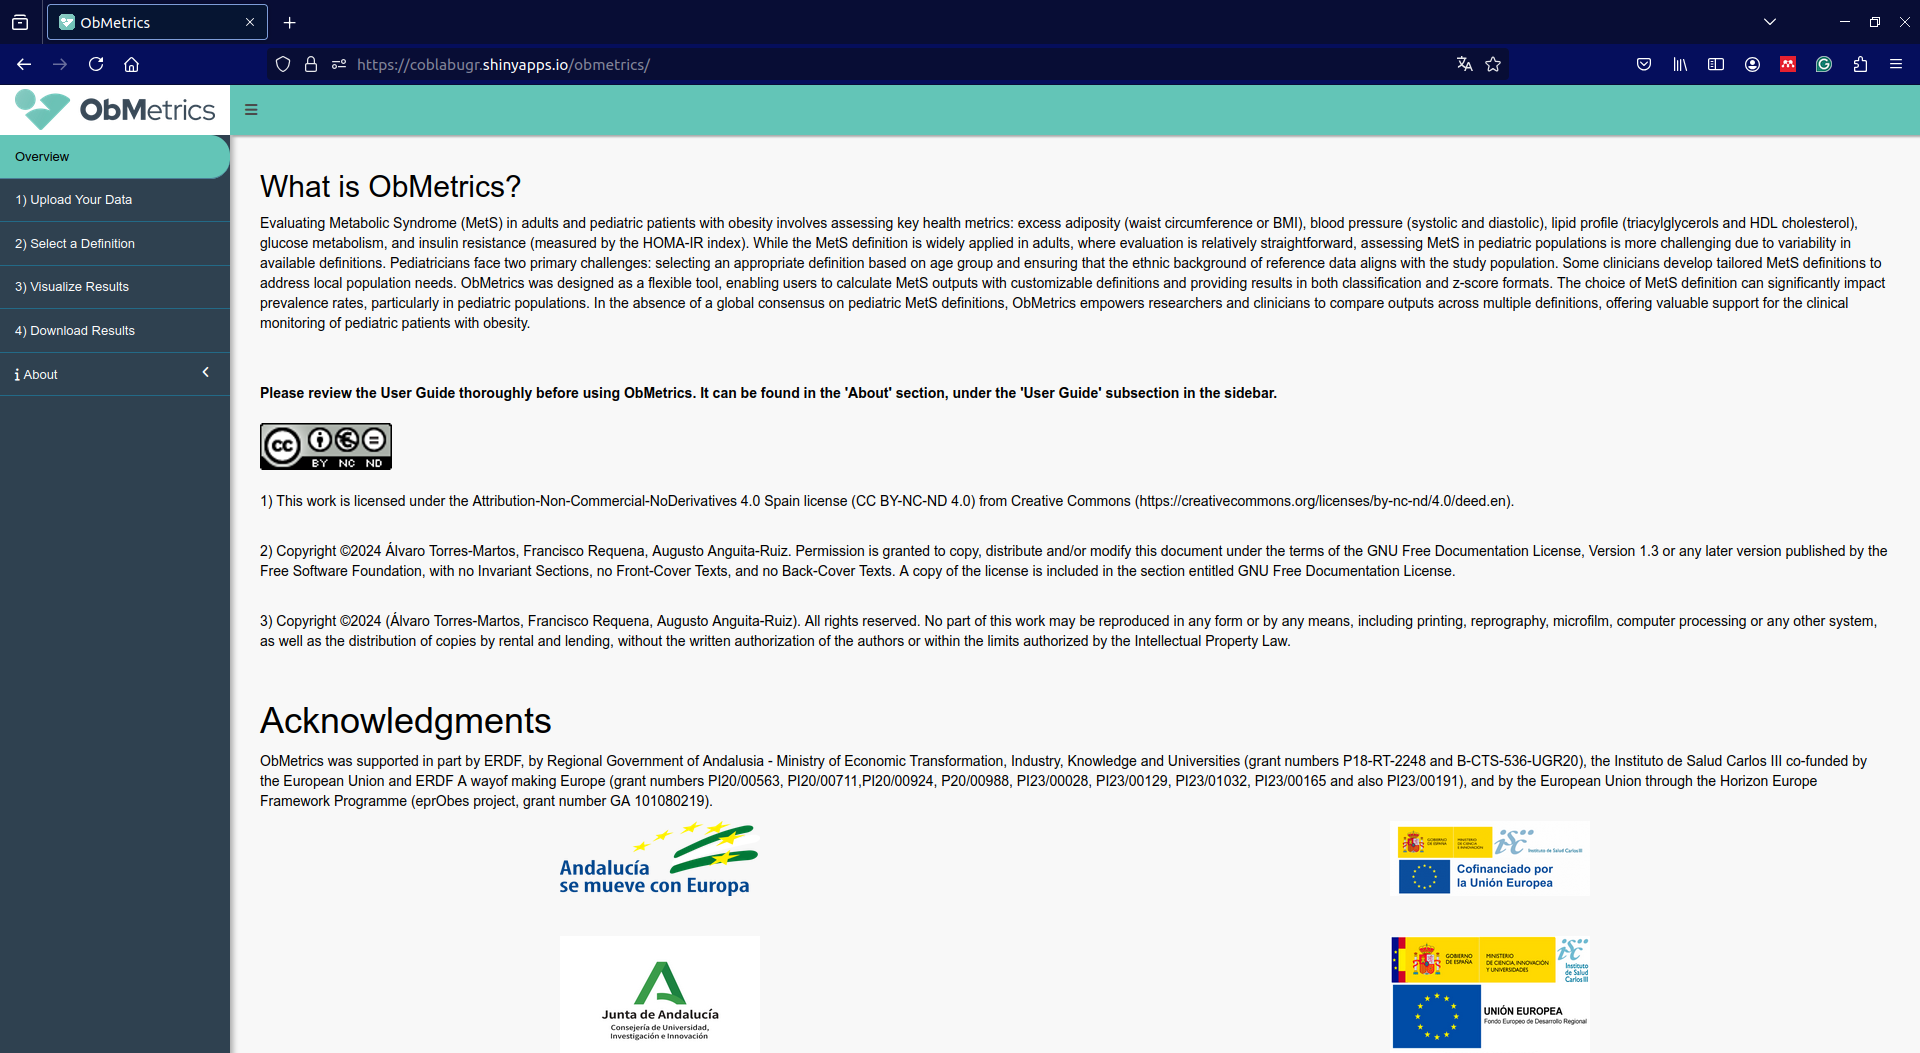 ObMetrics
https://coblabugr.shinyapps.io/obmetrics/
ObMetrics
Overview
1) Upload Your Data
2) Select a Definition
3) Visualize Results
4) Download Results
About
What is ObMetrics?
Evaluating Metabolic Syndrome (MetS) in adults and pediatric patients with obesity involves assessing key health metrics: excess adiposity (waist circumference or BMI), blood pressure (systolic and diastolic), lipid profile (triacylglycerols and HDL cholesterol),
glucose metabolism, and insulin resistance (measured by the HOMA-IR index). While the MetS definition is widely applied in adults, where evaluation is relatively straightforward, assessing MetS in pediatric populations is more challenging due to variability in
available definitions. Pediatricians face two primary challenges: selecting an appropriate definition based on age group and ensuring that the ethnic background of reference data aligns with the study population. Some clinicians develop tailored MetS definitions to
address local population needs. ObMetrics was designed as a flexible tool, enabling users to calculate MetS outputs with customizable definitions and providing results in both classification and z-score formats. The choice of MetS definition can significantly impact
prevalence rates, particularly in pediatric populations. In the absence of a global consensus on pediatric MetS definitions, ObMetrics empowers researchers and clinicians to compare outputs across multiple definitions, offering valuable support for the clinical
monitoring of pediatric patients with obesity.
Please review the User Guide thoroughly before using ObMetrics. It can be found in the 'About' section, under the 'User Guide' subsection in the sidebar.
cc
BY NC ND
1) This work is licensed under the Attribution-Non-Commercial-NoDerivatives 4.0 Spain license (CC BY-NC-ND 4.0) from Creative Commons (https://creativecommons.org/licenses/by-nc-nd/4.0/deed.en).
2) Copyright ©2024 Álvaro Torres-Martos, Francisco Requena, Augusto Anguita-Ruiz. Permission is granted to copy, distribute and/or modify this document under the terms of the GNU Free Documentation License, Version 1.3 or any later version published by the
Free Software Foundation, with no Invariant Sections, no Front-Cover Texts, and no Back-Cover Texts. A copy of the license is included in the section entitled GNU Free Documentation License.
3) Copyright ©2024 (Álvaro Torres-Martos, Francisco Requena, Augusto Anguita-Ruiz). All rights reserved. No part of this work may be reproduced in any form or by any means, including printing, reprography, microfilm, computer processing or any other system,
as well as the distribution of copies by rental and lending, without the written authorization of the authors or within the limits authorized by the Intellectual Property Law.
Acknowledgments
ObMetrics was supported in part by ERDF, by Regional Government of Andalusia - Ministry of Economic Transformation, Industry, Knowledge and Universities (grant numbers P18-RT-2248 and B-CTS-536-UGR20), the Instituto de Salud Carlos III co-funded by
the European Union and ERDF A wayof making Europe (grant numbers PI20/00563, PI20/00711,PI20/00924, P20/00988, PI23/00028, PI23/00129, PI23/01032, PI23/00165 and also PI23/00191), and by the European Union through the Horizon Europe
Framework Programme (eprObes project, grant number GA 101080219).
Andalucía
se mueve con Europa
GOBIERNO
DE ESPAÑA
MINISTERIO
DE CIENCIA
E INNOVACIÓN
isciii
Instituto de Salud Carlos III
Cofinanciado por
la Unión Europea
Junta de Andalucía
Consejería de Universidad,
Investigación e Innovación
GOBIERNO
DE ESPAÑA
MINISTERIO
DE CIENCIA, INNOVACIÓN
Y UNIVERSIDADES
isciii
Instituto
de Salud
Carlos III
UNIÓN EUROPEA
Fondo Europeo de Desarrollo Regional